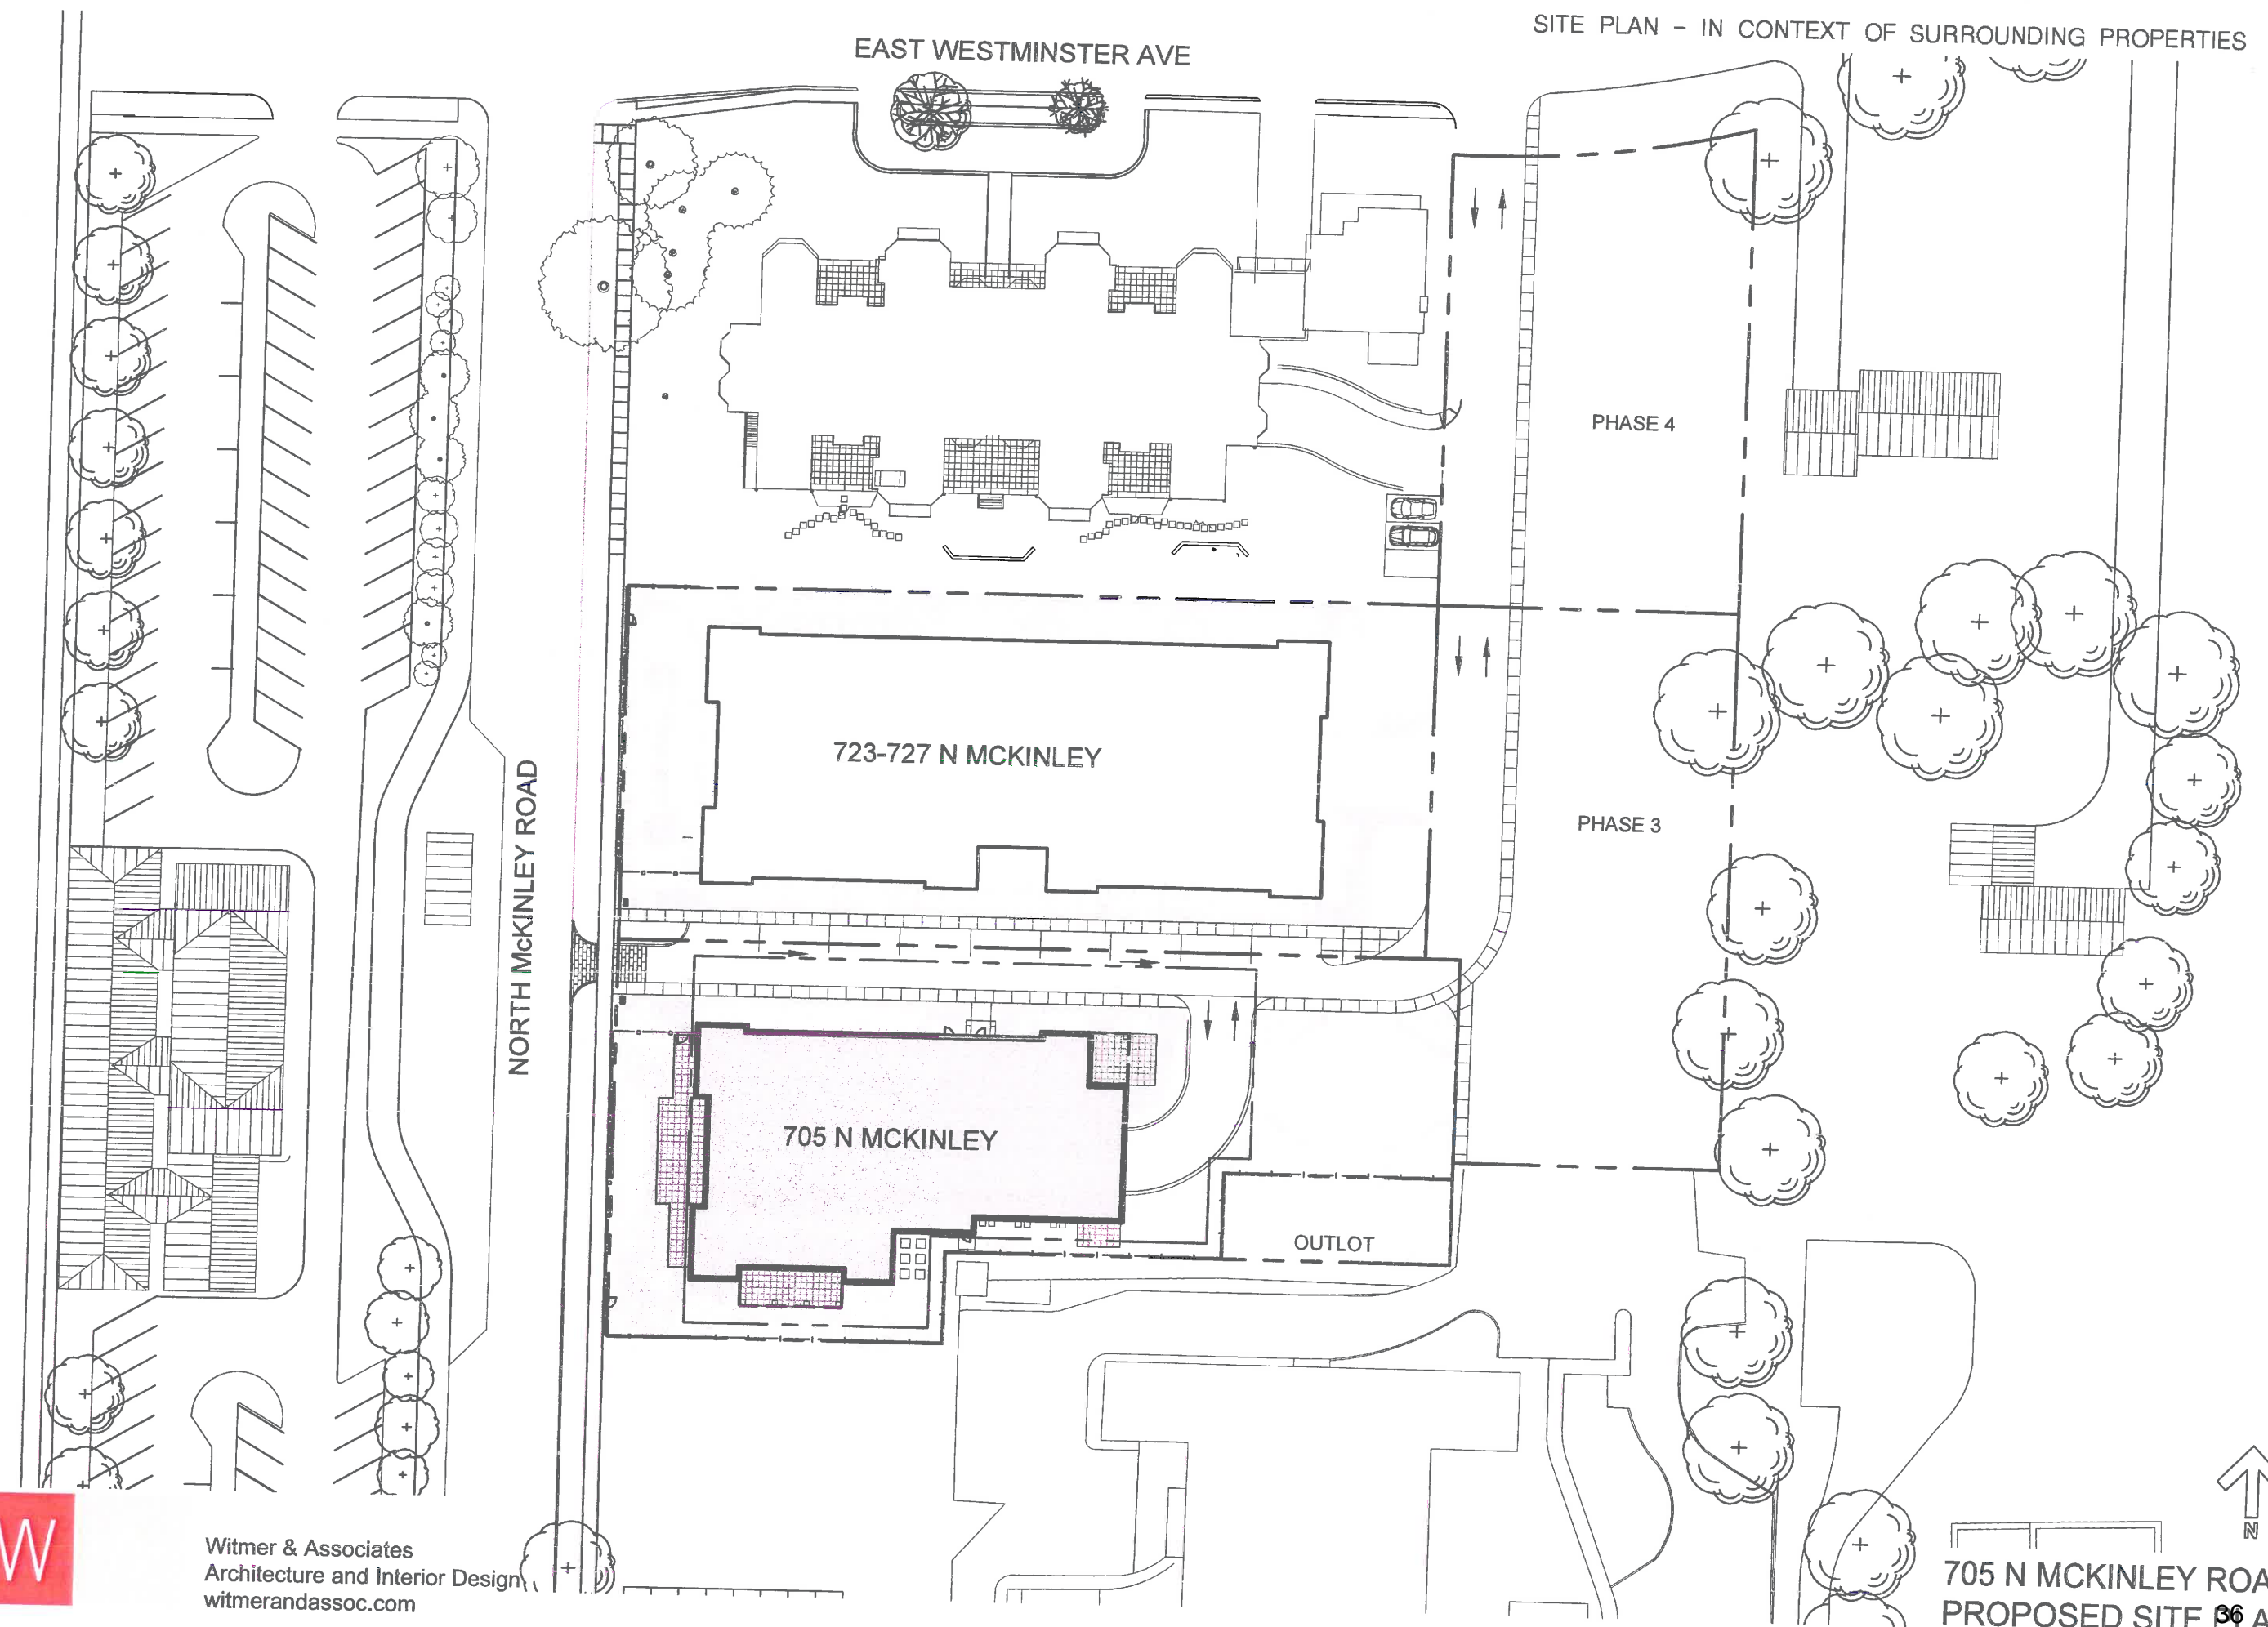 SITE PLAN - IN CONTEXT OF SURROUNDING PROPERTIES
EAST WESTMINSTER AVE
PHASE 4
723-727 N MCKINLEY
PHASE 3
NORTH McKINLEY ROAD
705 N MCKINLEY
OUTLOT
N
W
Witmer & Associates
Architecture and Interior Design
witmerandassoc.com
705 N MCKINLEY ROA
PROPOSED SITE
36